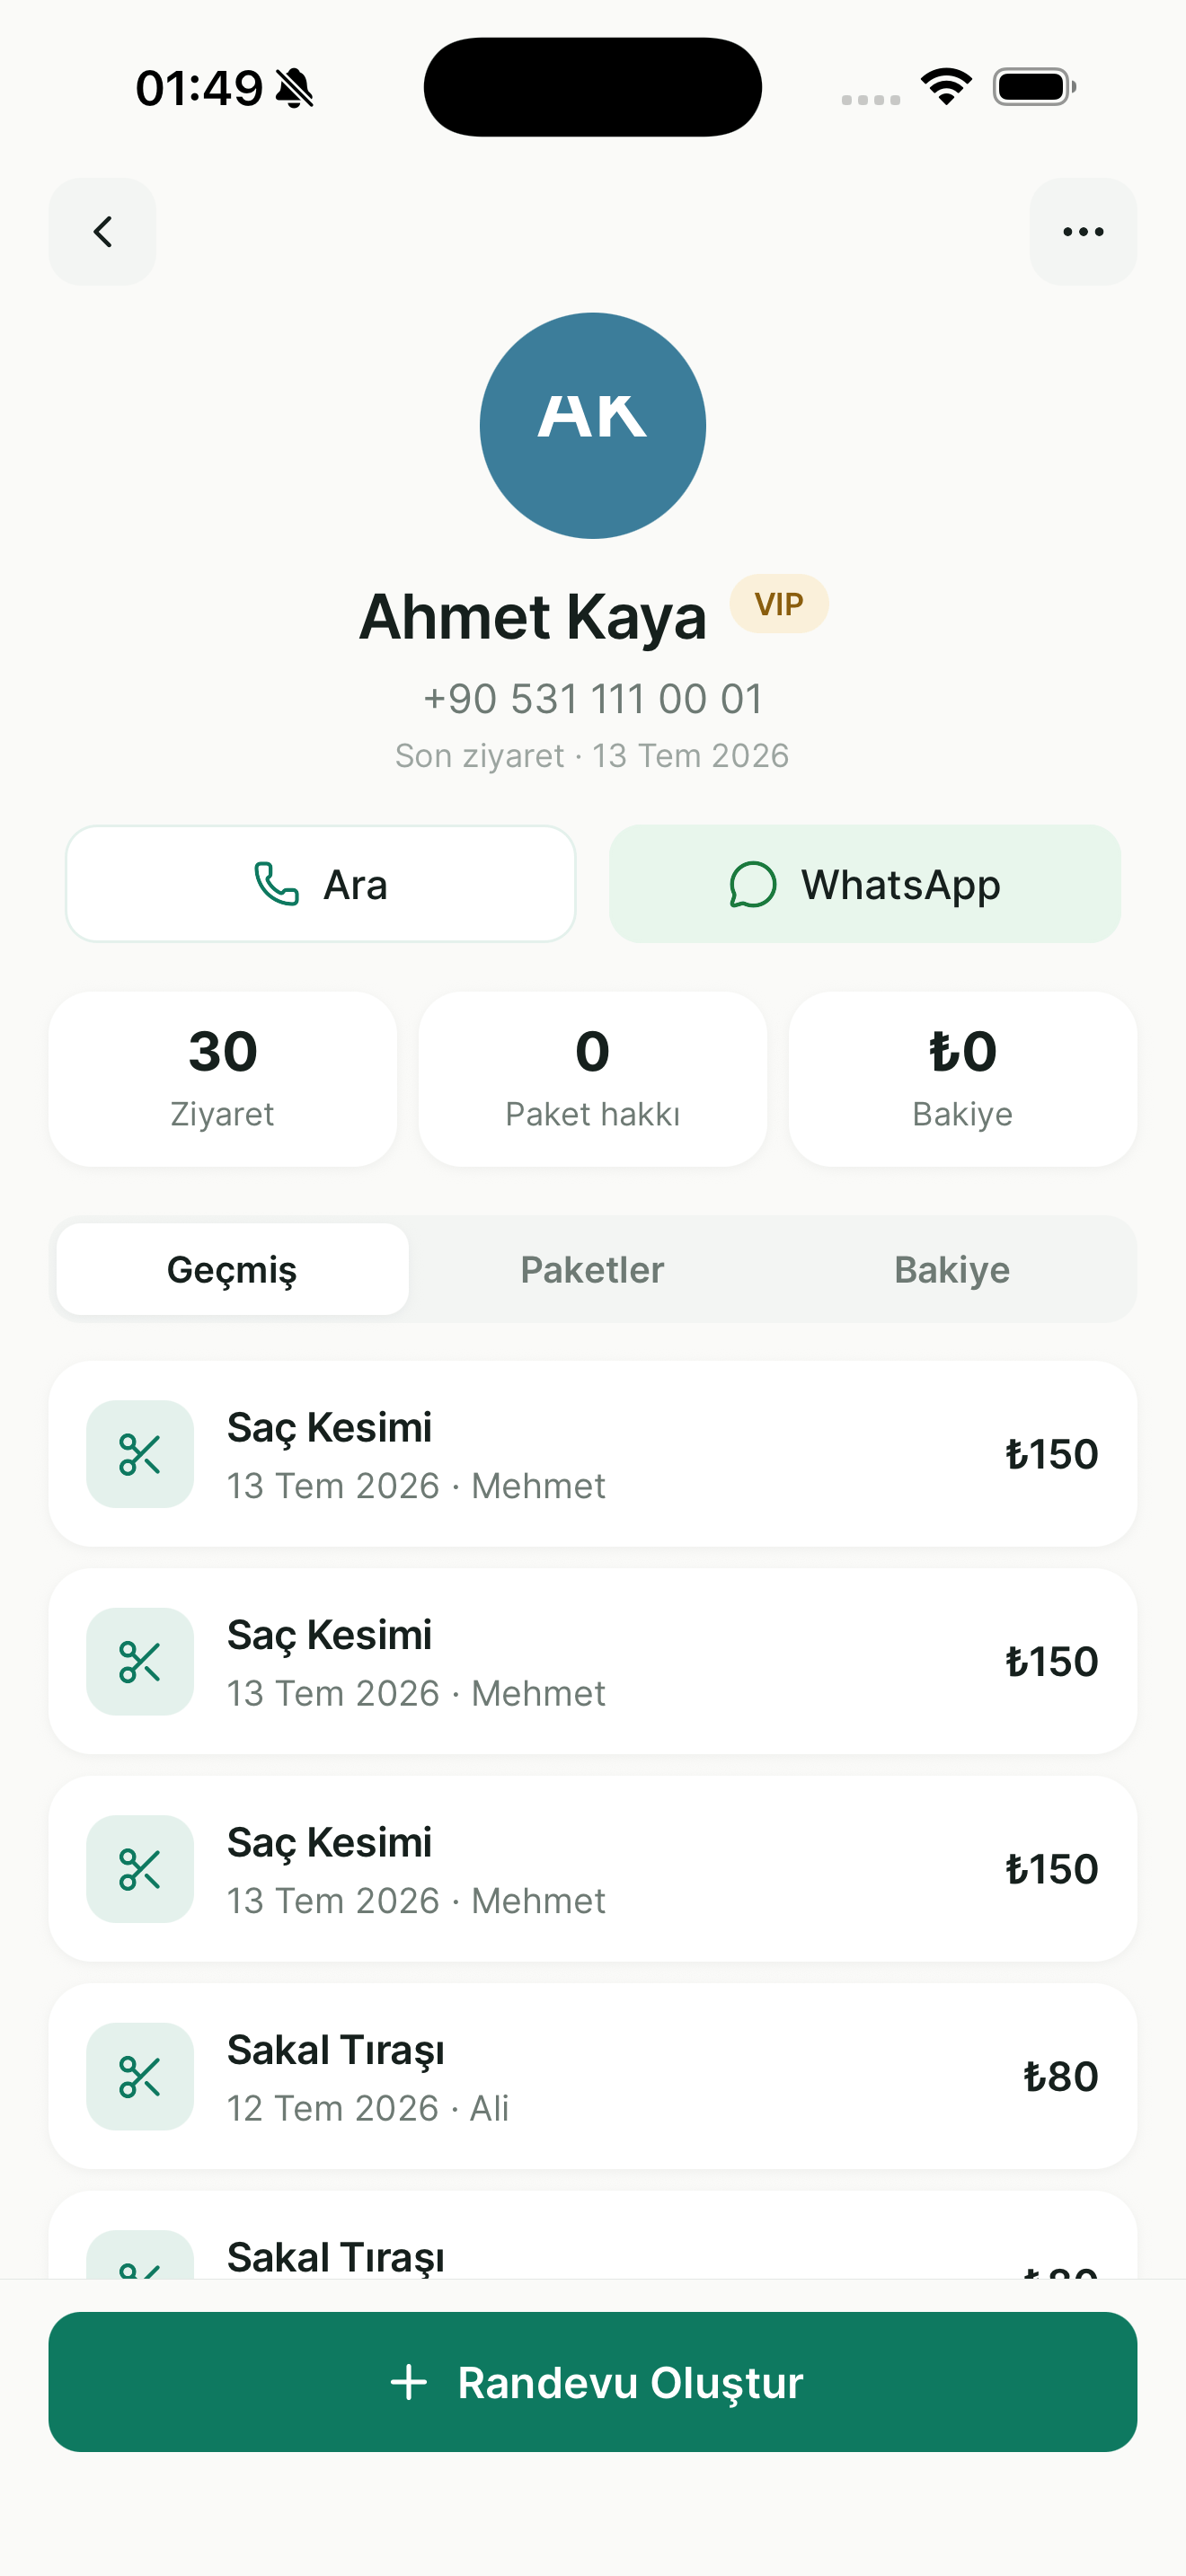 01:49
AK
Ahmet Kaya VIP
+90 531 111 00 01
Son ziyaret · 13 Tem 2026
Ara
WhatsApp
30
Ziyaret
0
Paket hakkı
₺0
Bakiye
Geçmiş
Paketler
Bakiye
Saç Kesimi
13 Tem 2026 · Mehmet
₺150
Saç Kesimi
13 Tem 2026 · Mehmet
₺150
Saç Kesimi
13 Tem 2026 · Mehmet
₺150
Sakal Tıraşı
12 Tem 2026 · Ali
₺80
Sakal Tıraşı
₺80
+ Randevu Oluştur